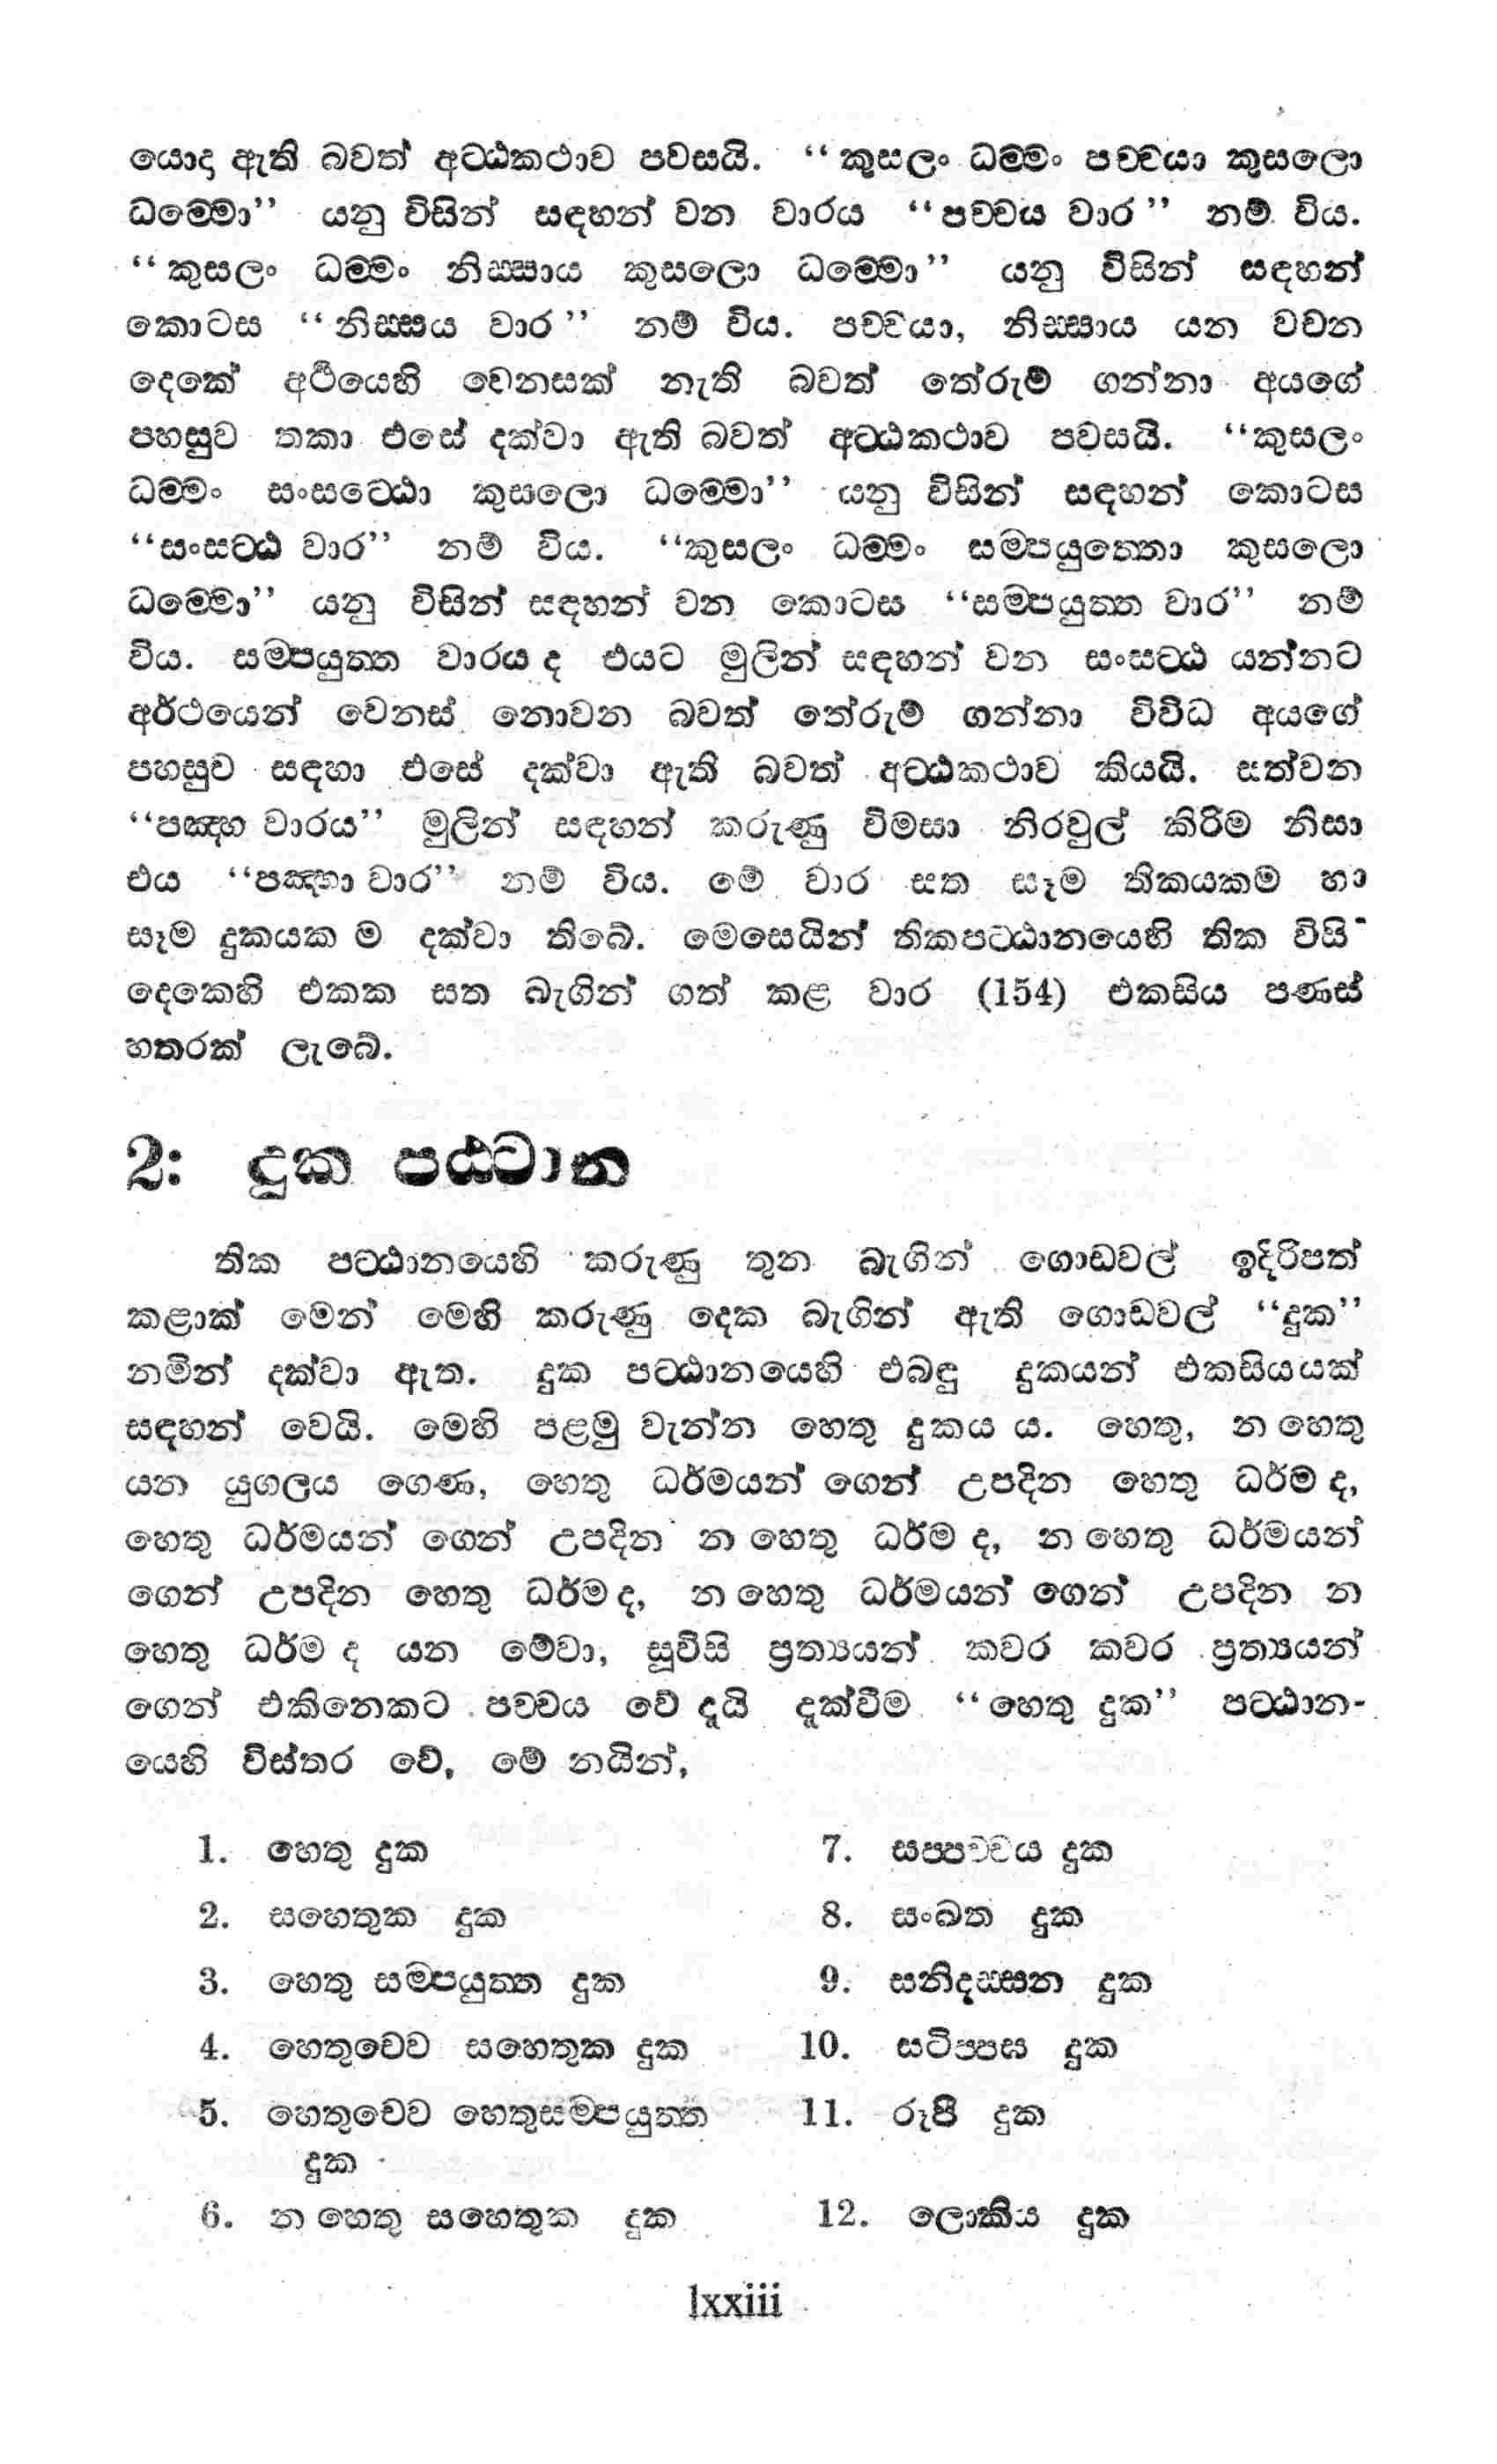 යොදා ඇති බවත් අට්ඨකථාව පවසයි. “කුසලං ධම්මං පච්චයා කුසලො
ධම්මො” යනු විසින් සඳහන් වන වාරය “පච්චය වාර” නම් විය.
“කුසලං ධම්මං නිස්සාය කුසලො ධම්මො” යනු විසින් සඳහන්
කොටස “නිස්සය වාර” නම් විය. පච්චයා, නිස්සාය යන වචන
දෙකේ අර්‍ථයෙහි වෙනසක් නැති බවත් තේරුම් ගන්නා අයගේ
පහසුව තකා එසේ දක්වා ඇති බවත් අට්ඨකථාව පවසයි. “කුසලං
ධම්මං සංසට්ඨො කුසලො ධම්මො” යනු විසින් සඳහන් කොටස
“සංසට්ඨ වාර” නම් විය. “කුසලං ධම්මං සම්පයුත්තො කුසලො
ධම්මො” යනු විසින් සඳහන් වන කොටස “සම්පයුත්ත වාර” නම්
විය. සම්පයුත්ත වාරය ද එයට මුලින් සඳහන් වන සංසට්ඨ යන්නට
අර්ථයෙන් වෙනස් නොවන බවත් තේරුම් ගන්නා විවිධ අයගේ
පහසුව සඳහා එසේ දක්වා ඇති බවත් අට්ඨකථාව කියයි. සත්වන
“පඤ්හ වාරය” මුලින් සඳහන් කරුණු විමසා නිරවුල් කිරීම නිසා
එය “පඤ්හා වාර” නම් විය. මේ වාර සත සෑම තිකයකම හා
සෑම දුකයක ම දක්වා තිබේ. මෙසෙයින් තිකපට්ඨානයෙහි තික විසි
දෙකෙහි එකක සත බැගින් ගත් කළ වාර (154) එකසිය පණස්
හතරක් ලැබේ.
2: දුක පඨ්ටාන
තික පට්ඨානයෙහි කරුණු තුන බැගින් ගොඩවල් ඉදිරිපත්
කළාක් මෙන් මෙහි කරුණු දෙක බැගින් ඇති ගොඩවල් “දුක”
නමින් දක්වා ඇත. දුක පට්ඨානයෙහි එබඳු දුකයන් එකසියයක්
සඳහන් වෙයි. මෙහි පළමු වැන්න හෙතු දුකය ය. හෙතු, න හෙතු
යන යුගලය ගෙණ, හෙතු ධර්මයන් ගෙන් උපදින හෙතු ධර්ම ද,
හෙතු ධර්මයන් ගෙන් උපදින න හෙතු ධර්ම ද, න හෙතු ධර්මයන්
ගෙන් උපදින හෙතු ධර්ම ද, න හෙතු ධර්මයන් ගෙන් උපදින න
හෙතු ධර්ම ද යන මේවා, සූවිසි ප්‍රත්‍යයන් කවර කවර ප්‍රත්‍යයන්
ගෙන් එකිනෙකට පච්චය වේ දැයි දැක්වීම “හෙතු දුක” පට්ඨාන-
යෙහි විස්තර වේ, මේ නයින්,
1. හෙතු දුක
2. සහෙතුක දුක
3. හෙතු සම්පයුත්ත දුක
4. හෙතුචෙව සහෙතුක දුක
5. හෙතුචෙව හෙතුසම්පයුත්ත
දුක
6. න හෙතු සහෙතුක දුක
7. සප්පච්චය දුක
8. සංඛත දුක
9. සනිදස්සන දුක
10. සටිප්පඝ දුක
11. රූපී දුක
12. ලොකිය දුක
lxxiii